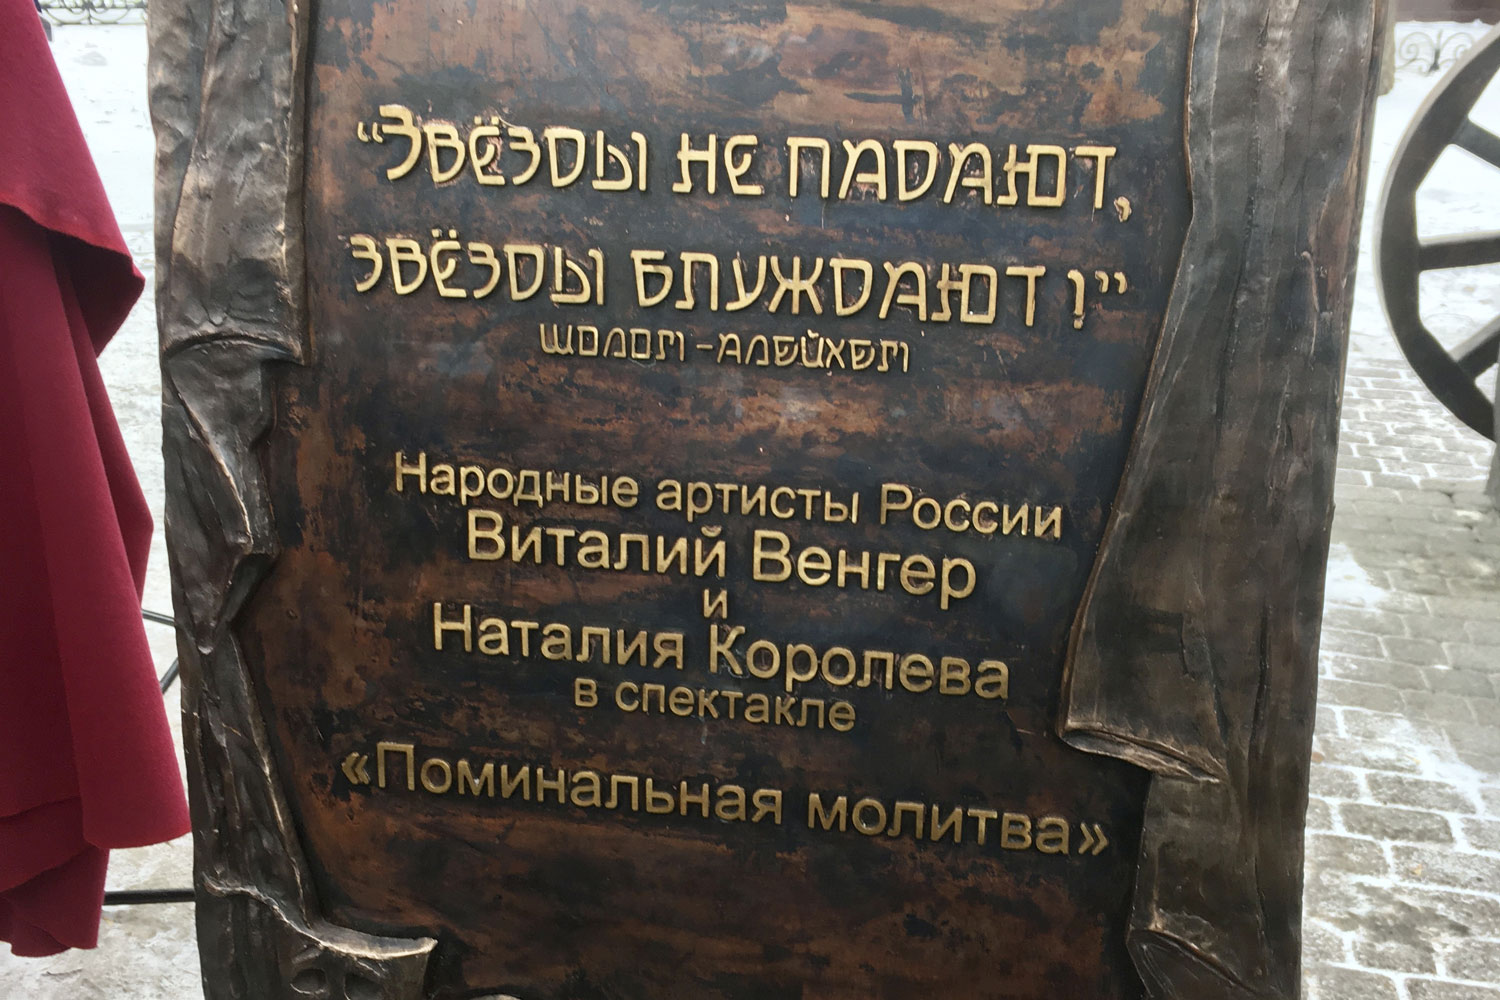 "Звёзды не падают,
звёзды блуждают!"
Шолом-Алейхем
Народные артисты России
Виталий Венгер
и
Наталия Королева
в спектакле
«Поминальная молитва»